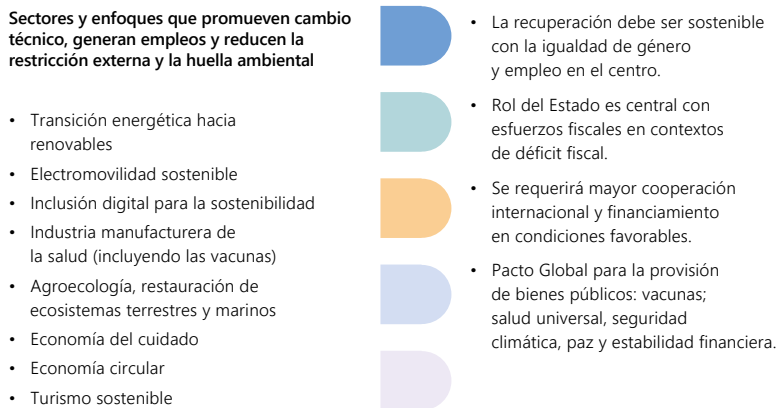 Sectores y enfoques que promueven cambio
técnico, generan empleos y reducen la
restricción externa y la huella ambiental
• Transición energética hacia
renovables
• Electromovilidad sostenible
• Inclusión digital para la sostenibilidad
• Industria manufacturera de
la salud (incluyendo las vacunas)
• Agroecología, restauración de
ecosistemas terrestres y marinos
• Economía del cuidado
• Economía circular
• Turismo sostenible
• La recuperación debe ser sostenible
con la igualdad de género
y empleo en el centro.
• Rol del Estado es central con
esfuerzos fiscales en contextos
de déficit fiscal.
• Se requerirá mayor cooperación
internacional y financiamiento
en condiciones favorables.
• Pacto Global para la provisión
de bienes públicos: vacunas;
salud universal, seguridad
climática, paz y estabilidad financiera.